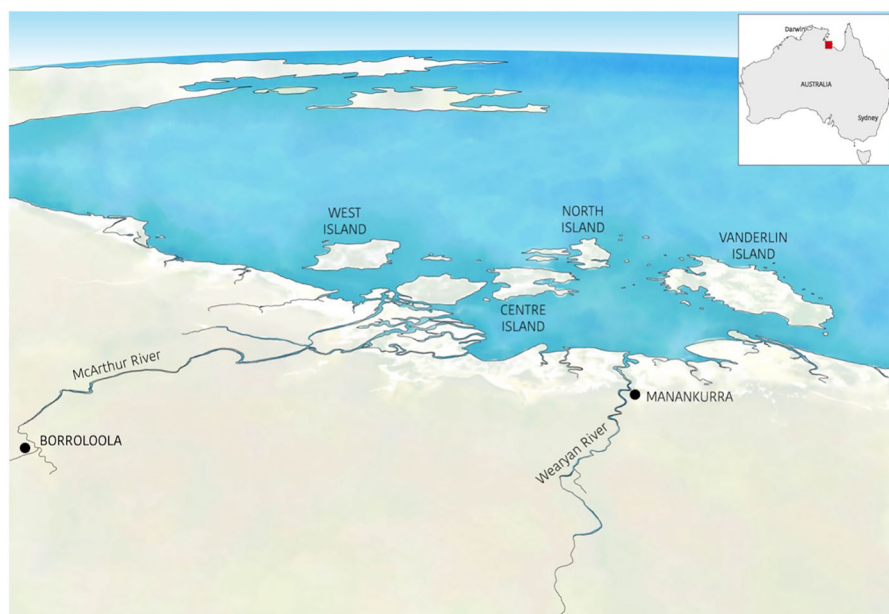 Darwin
AUSTRALIA
Sydney
WEST
ISLAND
NORTH
ISLAND
VANDERLIN
ISLAND
CENTRE
ISLAND
McArthur River
MANANKURRA
BORROLOOLA
Wearyan River